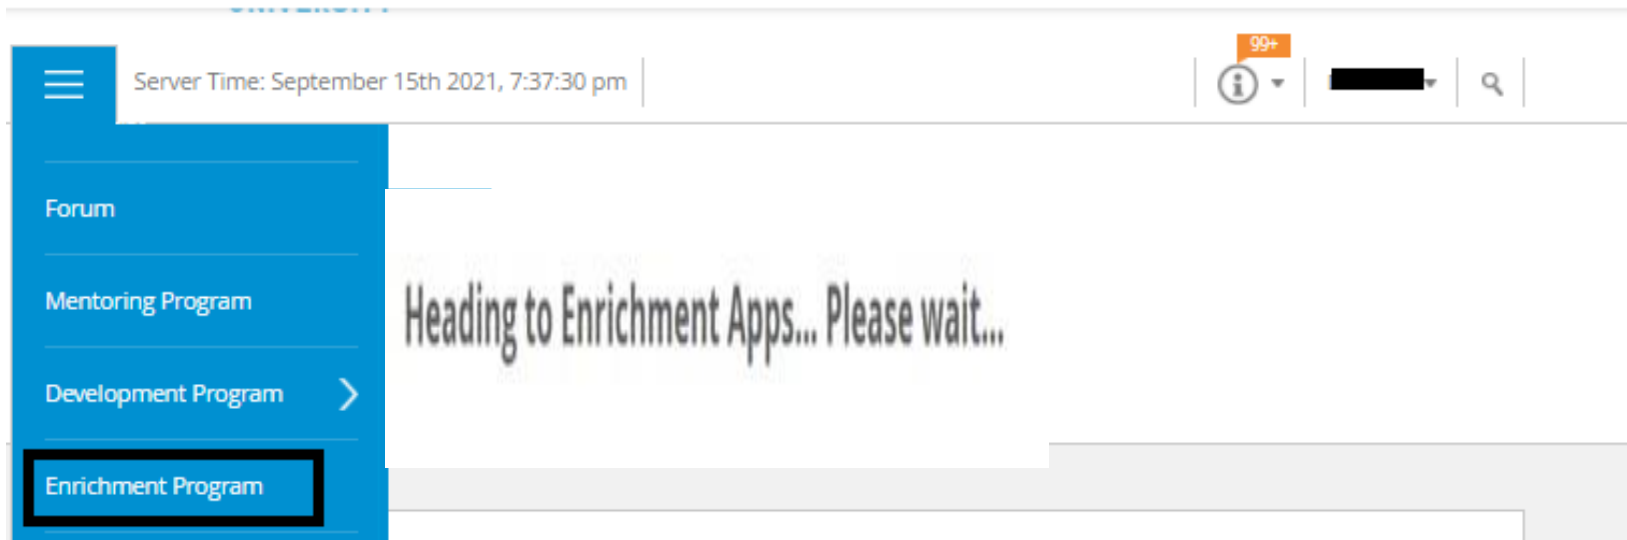 UNIVERSITY
99+
Server Time: September 15th 2021, 7:37:30 pm
Forum
Mentoring Program
Heading to Enrichment Apps... Please wait...
Development Program
Enrichment Program